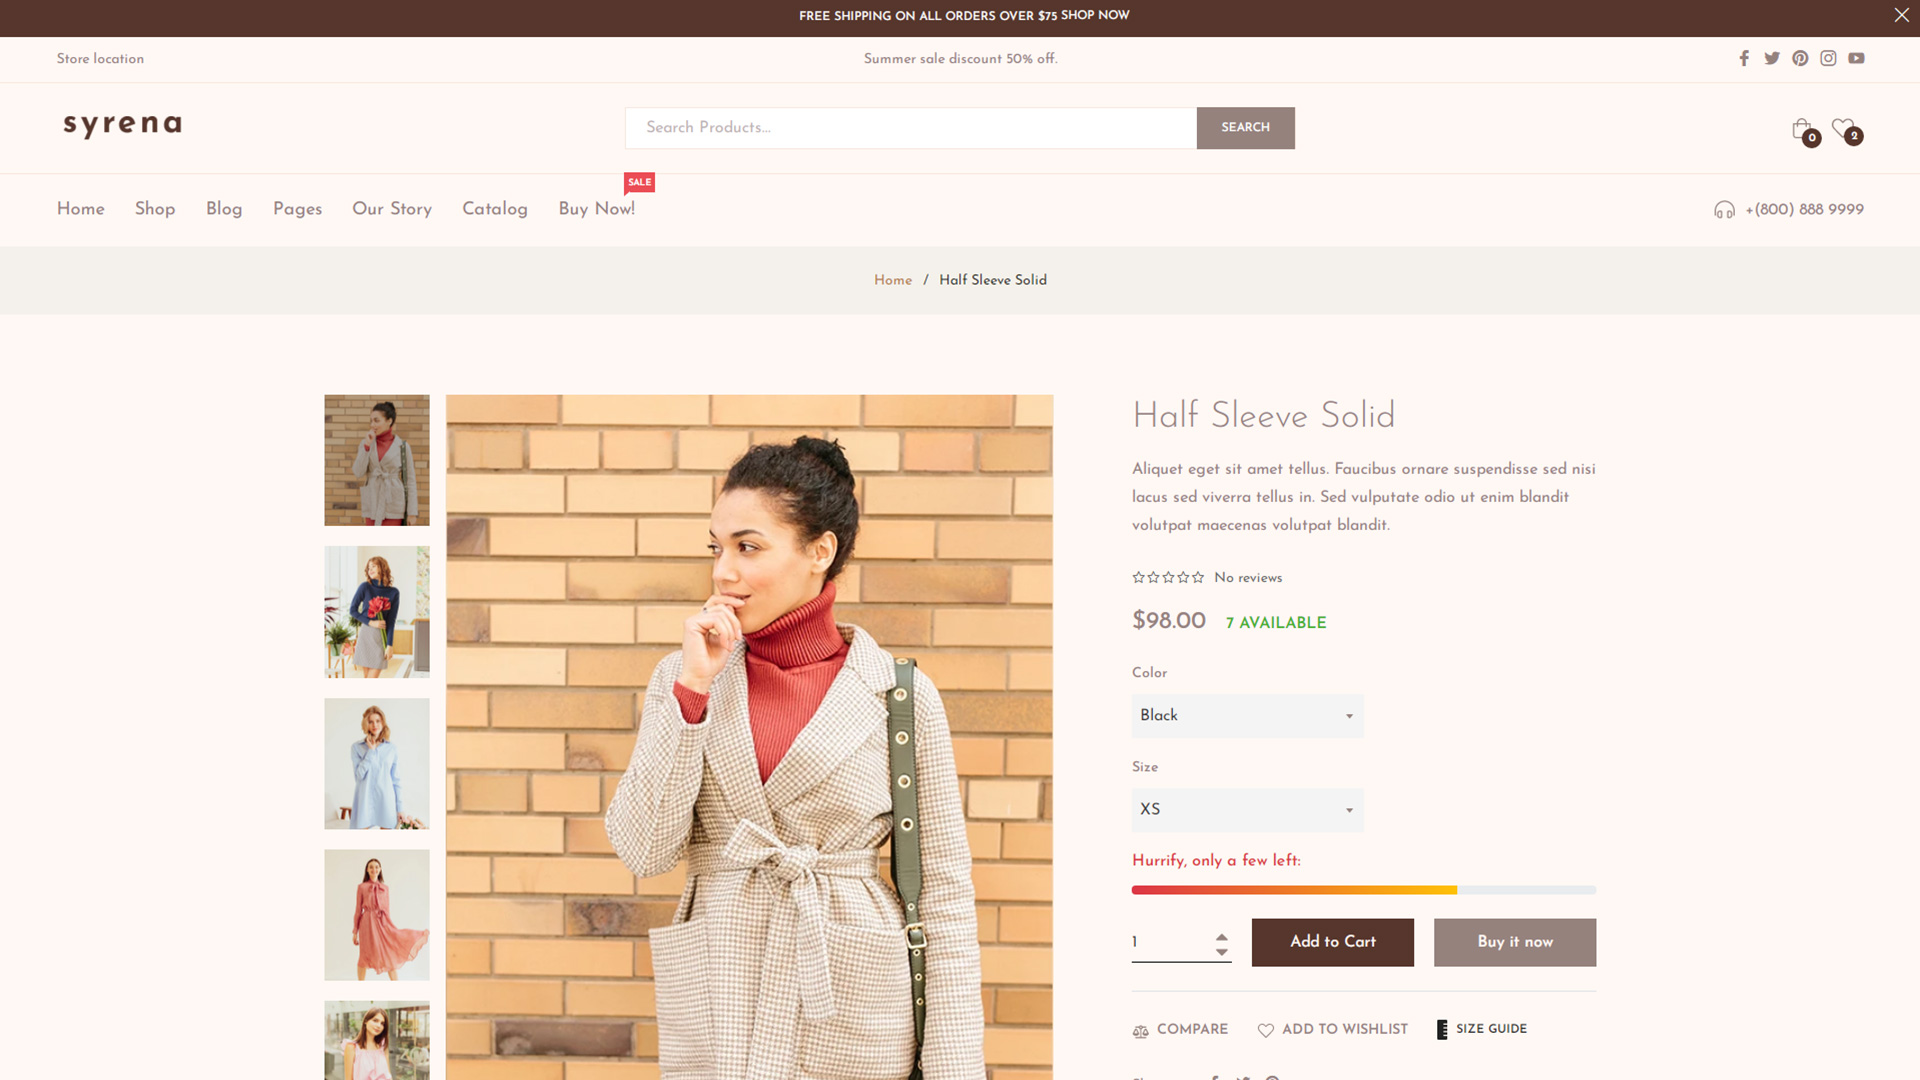 FREE SHIPPING ON ALL ORDERS OVER $75 SHOP NOW
Store location
Summer sale discount 50% off.
syrena
Search Products...
SEARCH
0
2
SALE
Home
Shop
Blog
Pages
Our Story
Catalog
Buy Now!
+(800) 888 9999
Home / Half Sleeve Solid
Half Sleeve Solid
Aliquet eget sit amet tellus. Faucibus ornare suspendisse sed nisi
lacus sed viverra tellus in. Sed vulputate odio ut enim blandit
volutpat maecenas volutpat blandit.
No reviews
$98.00
7 AVAILABLE
Color
Black
Size
XS
Hurrify, only a few left:
1
Add to Cart
Buy it now
COMPARE
ADD TO WISHLIST
SIZE GUIDE